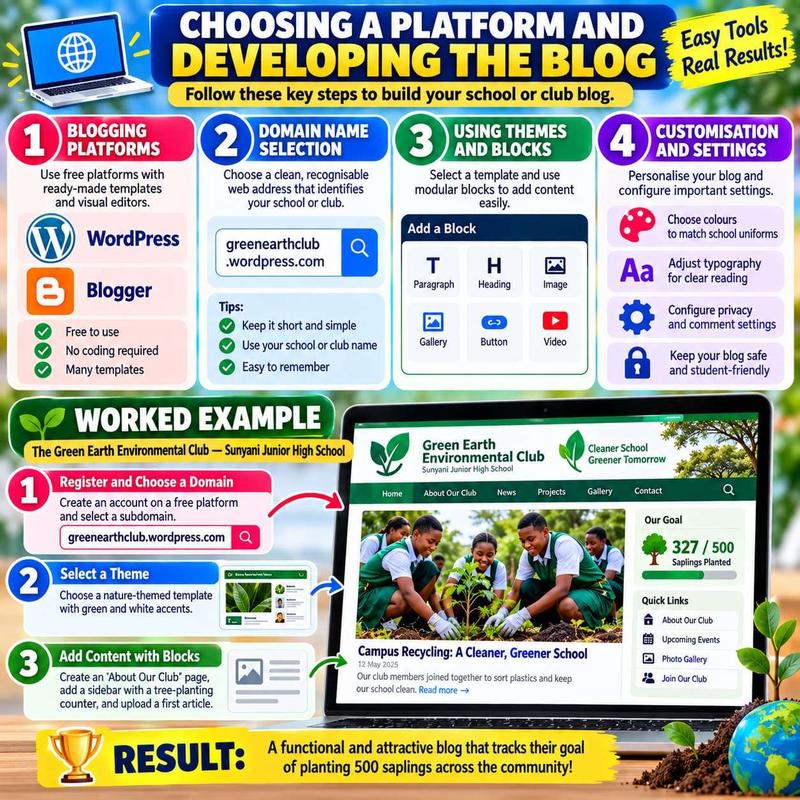 CHOOSING A PLATFORM AND
DEVELOPING THE BLOG
Easy Tools
Real Results!
Follow these key steps to build your school or club blog.
1
BLOGGING
PLATFORMS
Use free platforms with
ready-made templates
and visual editors.
WordPress
Blogger
Free to use
No coding required
Many templates
2
DOMAIN NAME
SELECTION
Choose a clean, recognisable
web address that identifies
your school or club.
greenearthclub
.wordpress.com
Tips:
Keep it short and simple
Use your school or club name
Easy to remember
3
USING THEMES
AND BLOCKS
Select a template and use
modular blocks to add content
easily.
Add a Block
T
Paragraph
H
Heading
Image
Gallery
Button
Video
4
CUSTOMISATION
AND SETTINGS
Personalise your blog and
configure important settings.
Choose colours
to match school uniforms
Aa
Adjust typography
for clear reading
Configure privacy
and comment settings
Keep your blog safe
and student-friendly
WORKED EXAMPLE
The Green Earth Environmental Club — Sunyani Junior High School
1
Register and Choose a Domain
Create an account on a free platform
and select a subdomain.
greenearthclub.wordpress.com
2
Select a Theme
Choose a nature-themed template
with green and white accents.
3
Add Content with Blocks
Create an 'About Our Club" page,
add a sidebar with a tree-planting
counter, and upload a first article.
Green Earth
Environmental Club
Sunyani Junior High School
Cleaner School
Greener Tomorrow
Home
About Our Club
News
Projects
Gallery
Contact
Campus Recycling: A Cleaner, Greener School
12 May 2025
Our club members joined together to sort plastics and keep
our school clean. Read more →
Our Goal
327 / 500
Saplings Planted
Quick Links
About Our Club
Upcoming Events
Photo Gallery
Join Our Club
RESULT:
A functional and attractive blog that tracks their goal
of planting 500 saplings across the community!